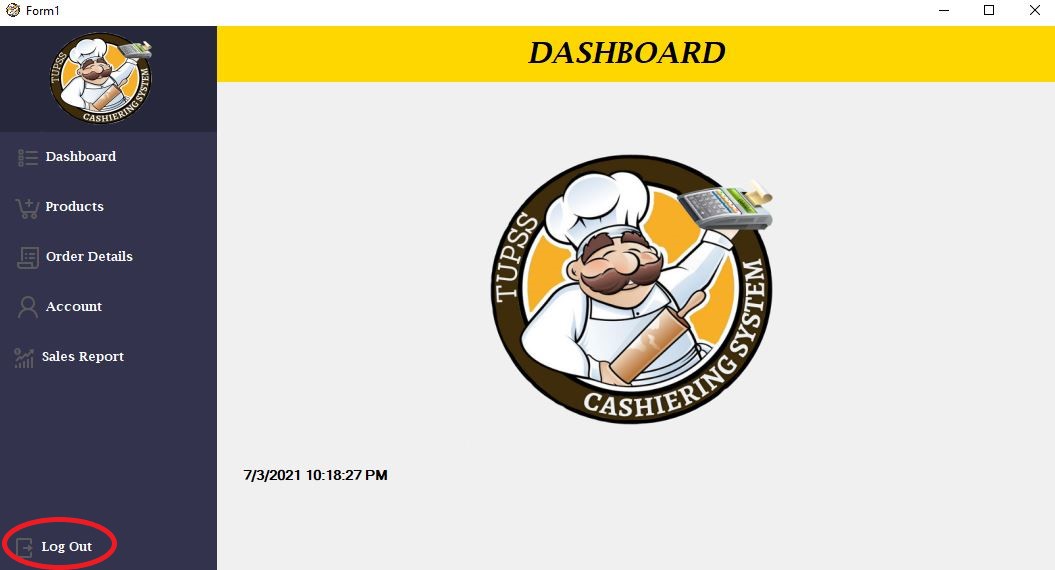 Form1
TUPSS
CASHIERING SYSTEM
DASHBOARD
Dashboard
Products
Order Details
Account
Sales Report
TUPSS
CASHIERING SYSTEM
7/3/2021 10:18:27 PM
Log Out